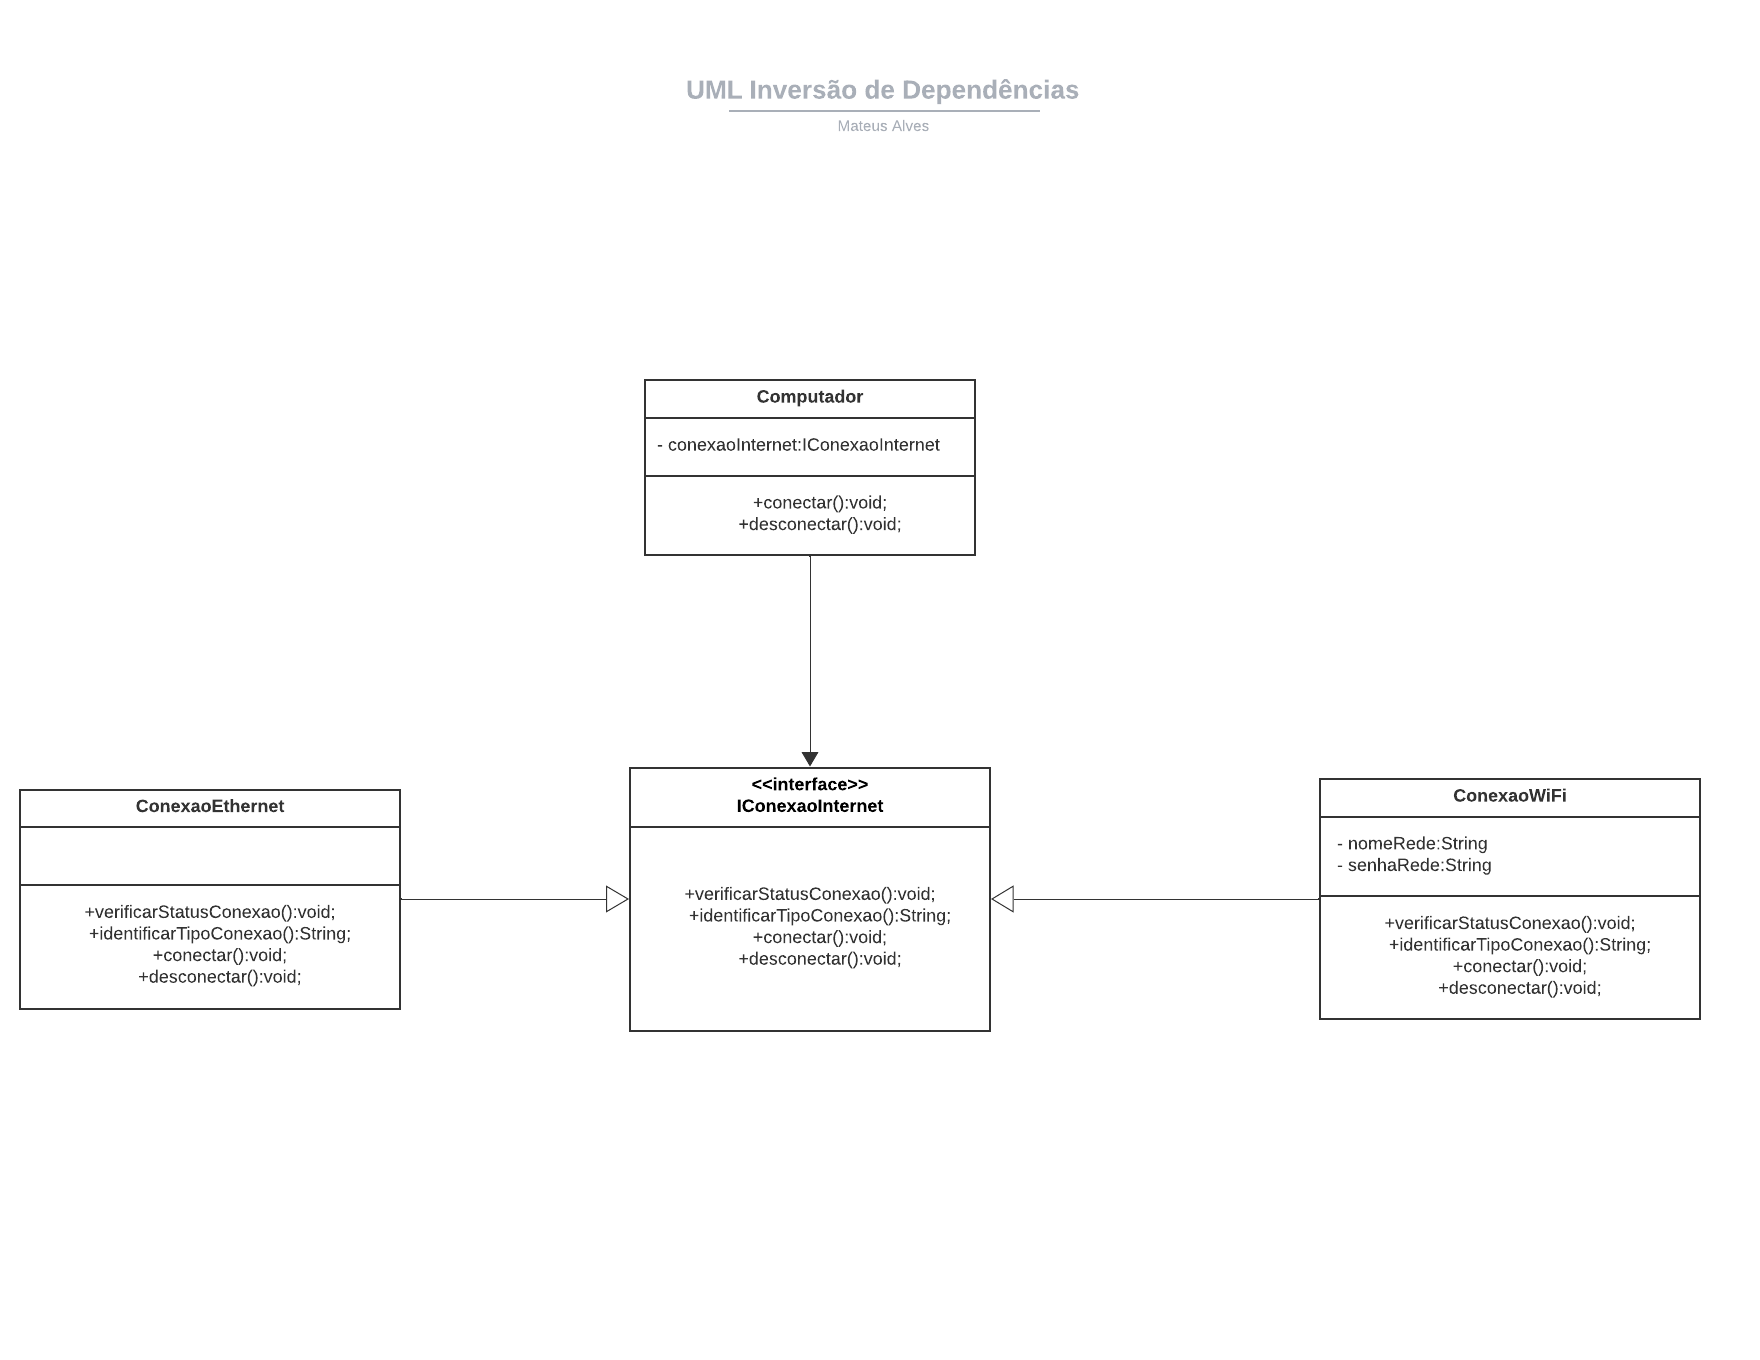 UML Inversão de Dependências
Mateus Alves
Computador
- conexaoInternet:IConexaoInternet
+conectar():void;
+desconectar():void;
ConexaoEthernet
+verificarStatusConexao():void;
+identificarTipoConexao():String;
+conectar():void;
+desconectar():void;
<<interface>>
IConexaoInternet
+verificarStatusConexao():void;
+identificarTipoConexao():String;
+conectar():void;
+desconectar():void;
ConexaoWiFi
- nomeRede:String
- senhaRede:String
+verificarStatusConexao():void;
+identificarTipoConexao():String;
+conectar():void;
+desconectar():void;